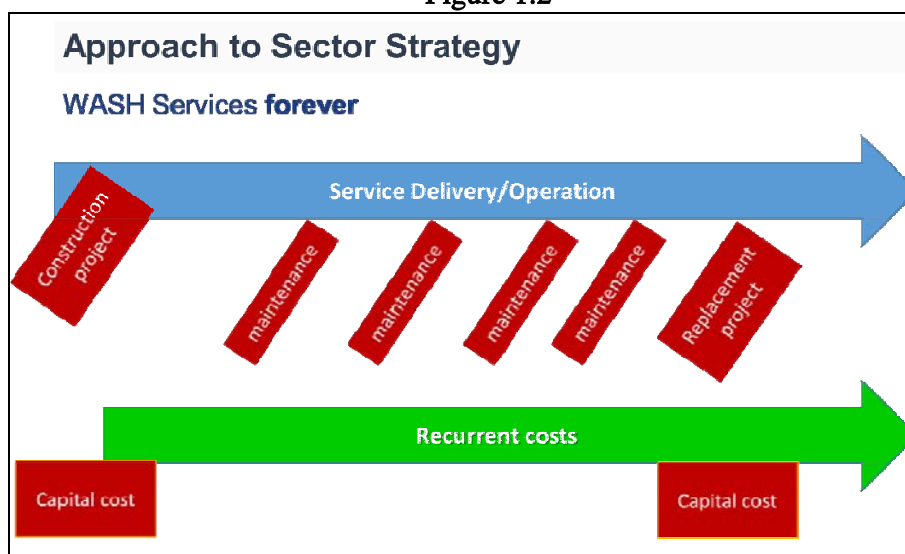 Figure 1.2
Approach to Sector Strategy
WASH Services forever
Service Delivery/Operation
Construction
project
maintenance
maintenance
maintenance
maintenance
Replacement
project
Recurrent costs
Capital cost
Capital cost